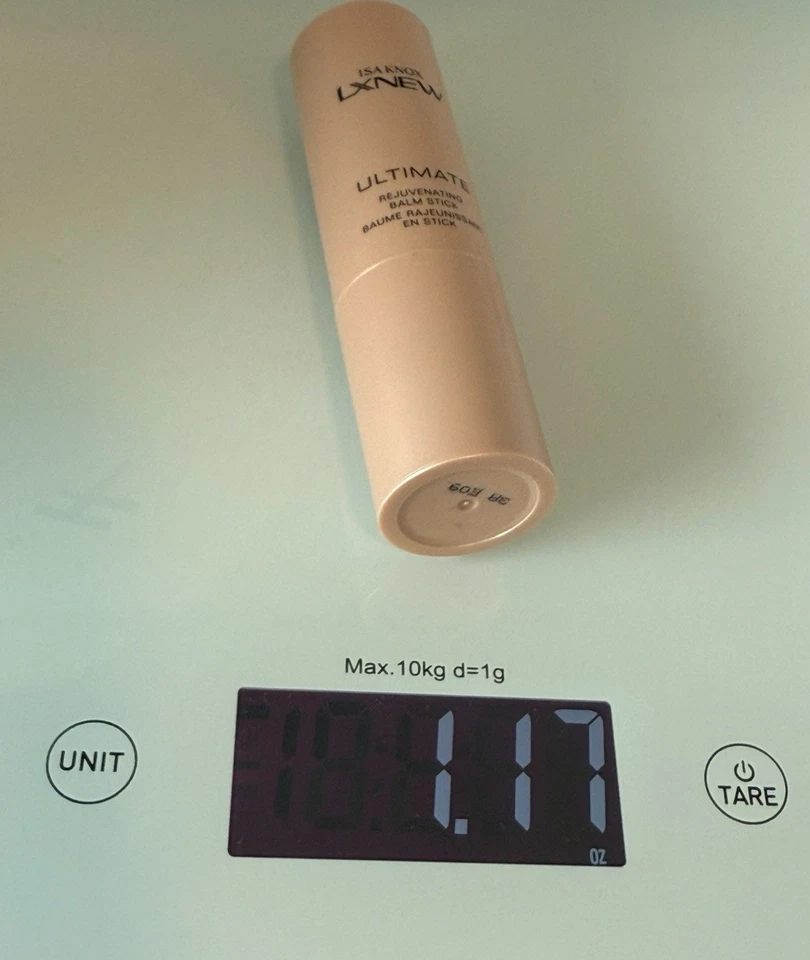 ISA KNOX
LXNEW
ULTIMATE
REJUVENATING
BALM STICK
BAUME RAJEUNISSANT
EN STICK
Max.10kg d=1g
UNIT
1.17
OZ
TARE